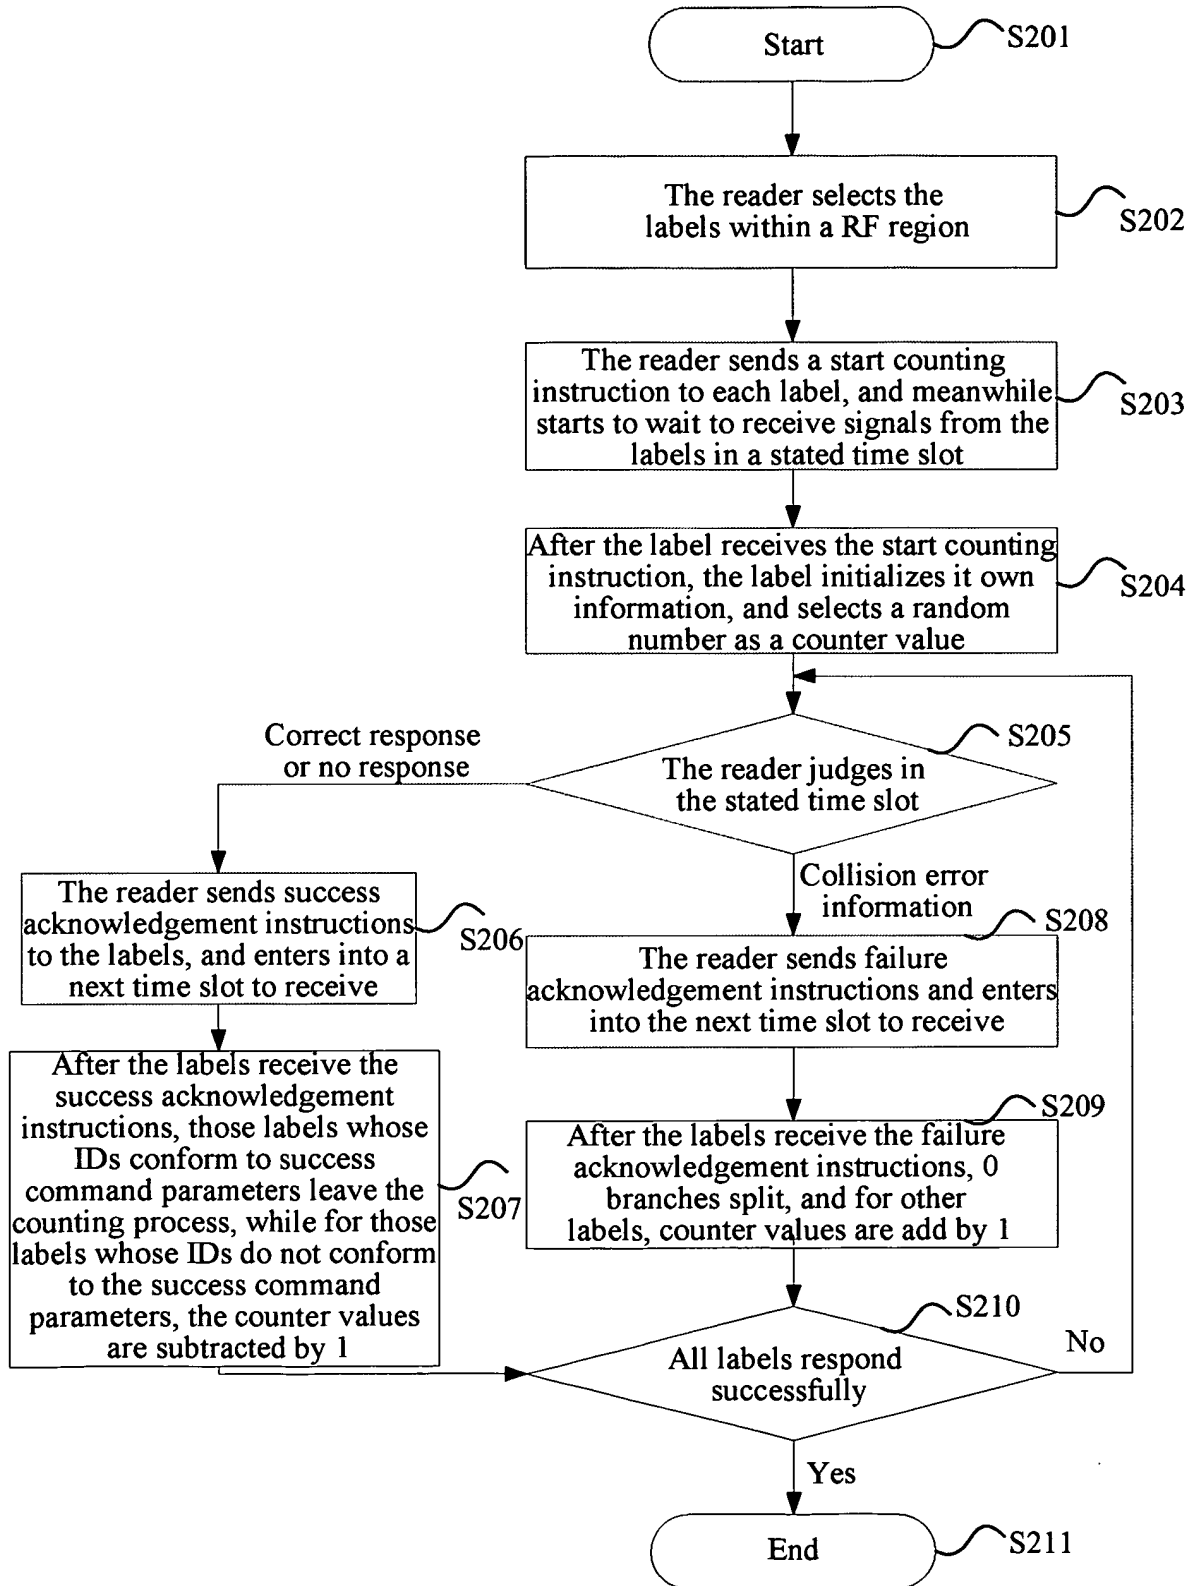 Start
S201
The reader selects the
labels within a RF region
S202
The reader sends a start counting
instruction to each label, and meanwhile
starts to wait to receive signals from the
labels in a stated time slot
S203
After the label receives the start counting
instruction, the label initializes it own
information, and selects a random
number as a counter value
S204
Correct response
or no response
The reader judges in
the stated time slot
S205
The reader sends success
acknowledgement instructions
to the labels, and enters into a
next time slot to receive
S206
Collision error
information
The reader sends failure
acknowledgement instructions and enters
into the next time slot to receive
S208
After the labels receive the
success acknowledgement
instructions, those labels whose
IDs conform to success
command parameters leave the
counting process, while for those
labels whose IDs do not conform
to the success command
parameters, the counter values
are subtracted by 1
S207
After the labels receive the failure
acknowledgement instructions, 0
branches split, and for other
labels, counter values are add by 1
S209
All labels respond
successfully
S210
No
Yes
End
S211